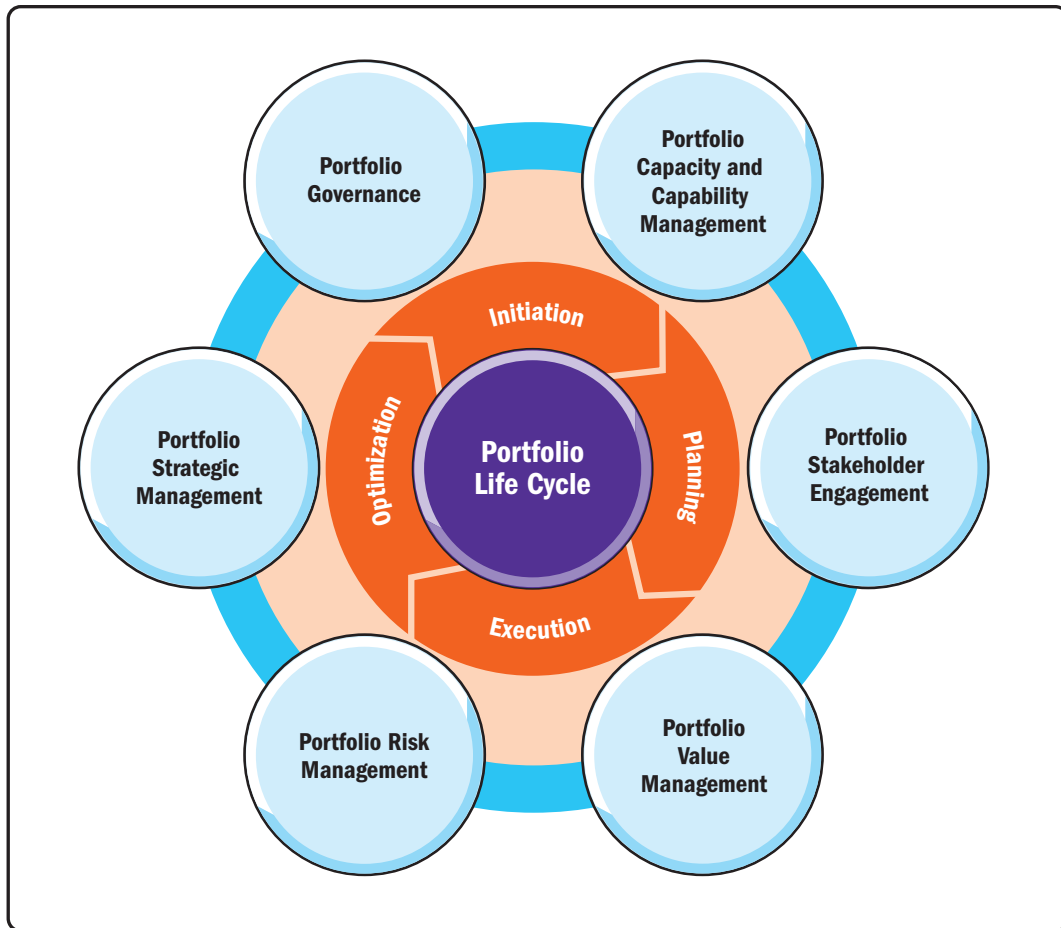 Portfolio
Governance
Portfolio
Capacity and
Capability
Management
Initiation
Portfolio
Strategic
Management
Optimization
Portfolio
Life Cycle
Planning
Portfolio
Stakeholder
Engagement
Execution
Portfolio Risk
Management
Portfolio
Value
Management